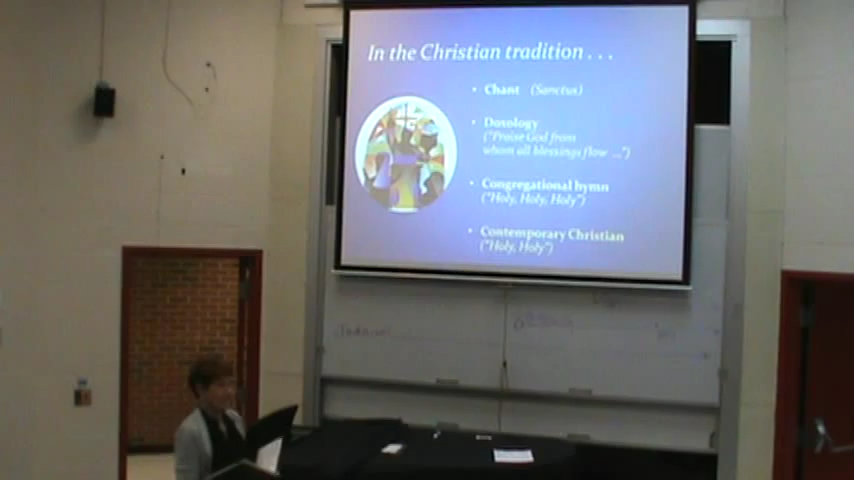 In the Christian tradition . . .
• Chant (Sanctus)
• Doxology
("Praise God from
whom all blessings flow ...")
• Congregational hymn
("Holy, Holy, Holy")
• Contemporary Christian
("Holy, Holy")